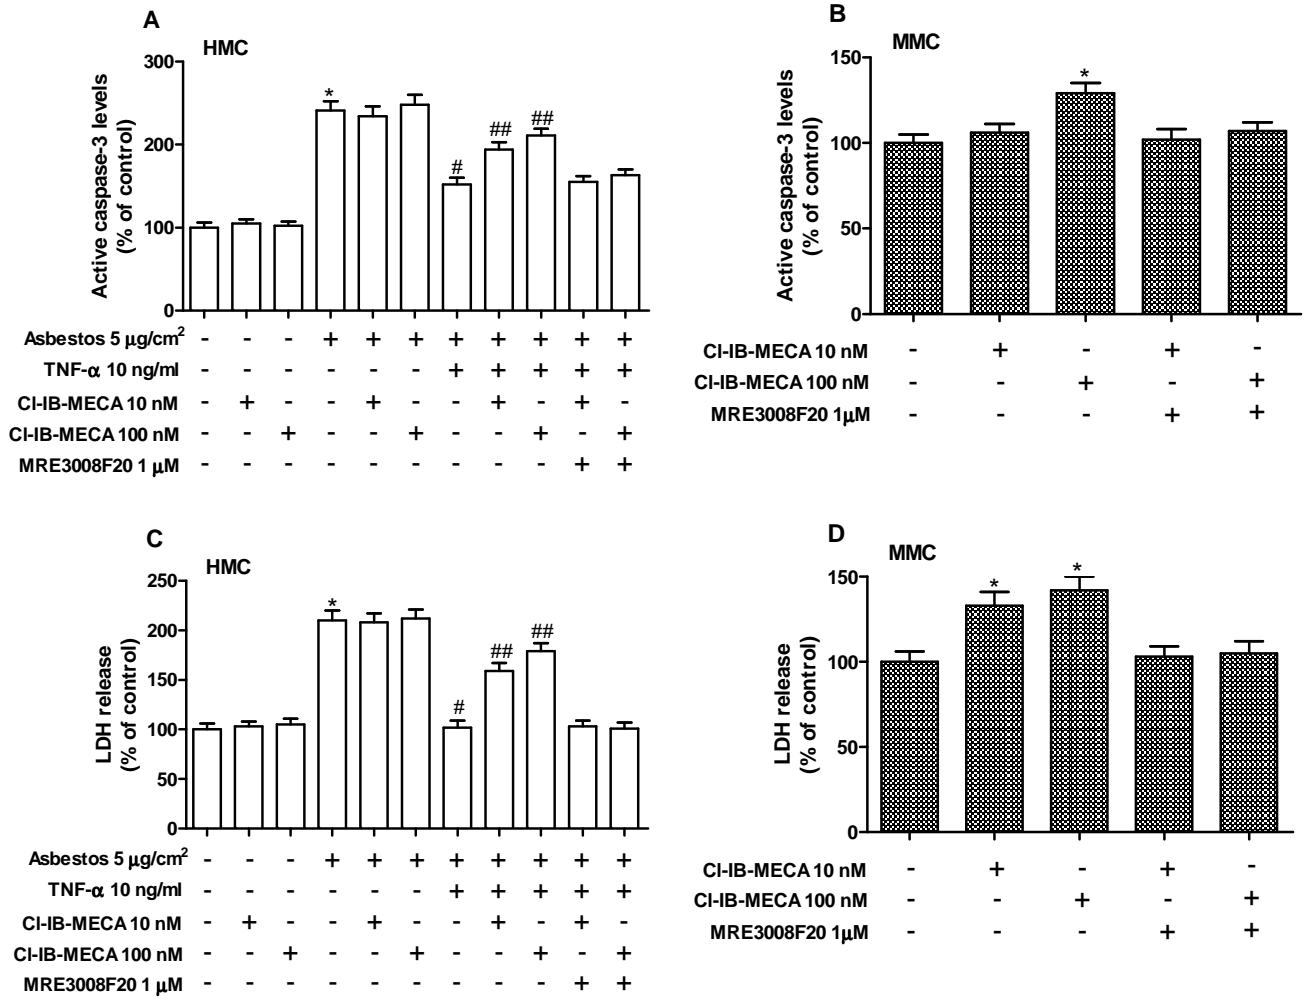 A
HMC
Active caspase-3 levels
(% of control)
300
200
100
0
* # ## ##
Asbestos 5 µg/cm2 - - - + + + + + + + +
TNF-α 10 ng/ml - - - - - - + + + + +
Cl-IB-MECA 10 nM - + - - + - - + - + -
Cl-IB-MECA 100 nM - - + - - + - - + - +
MRE3008F20 1 µM - - - - - - - - - + +
B
MMC
Active caspase-3 levels
(% of control)
150
100
50
0
*
Cl-IB-MECA 10 nM - + - + -
Cl-IB-MECA 100 nM - - + - +
MRE3008F20 1µM - - - + +
C
HMC
LDH release
(% of control)
250
200
150
100
50
0
* # ## ##
Asbestos 5 µg/cm2 - - - + + + + + + + +
TNF-α 10 ng/ml - - - - - - + + + + +
Cl-IB-MECA 10 nM - + - - + - - + - + -
Cl-IB-MECA 100 nM - - + - - + - - + - +
MRE3008F20 1 µM - - - - - - - - - + +
D
MMC
LDH release
(% of control)
150
100
50
0
* *
Cl-IB-MECA 10 nM - + - + -
Cl-IB-MECA 100 nM - - + - +
MRE3008F20 1µM - - - + +